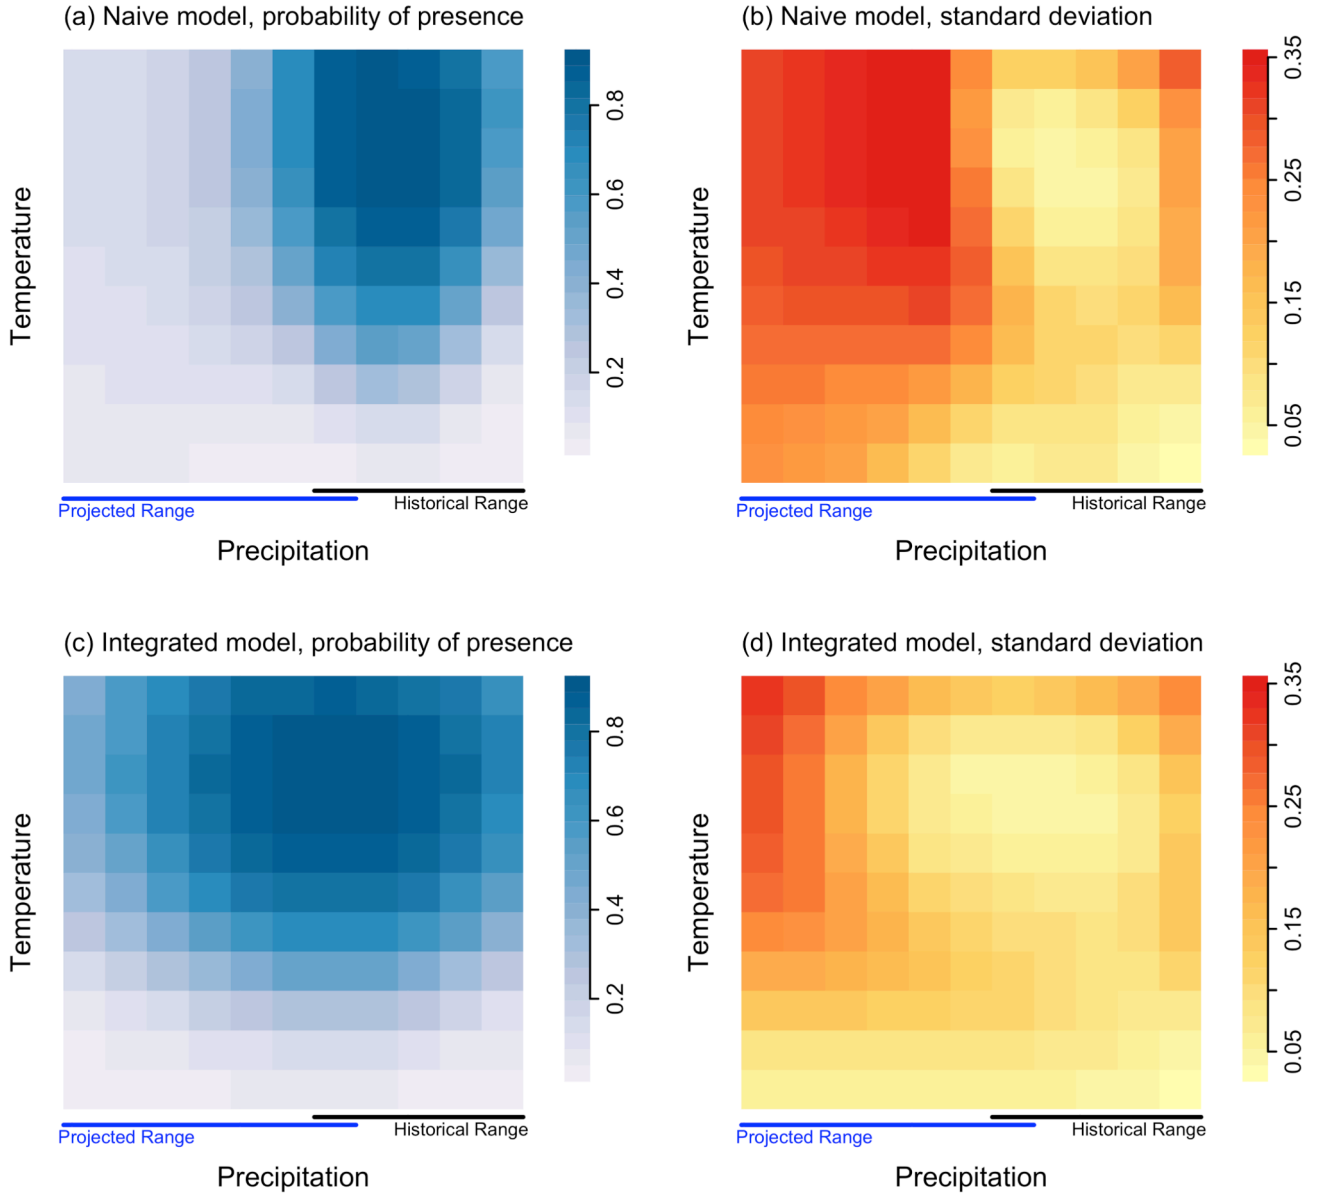 (a) Naive model, probability of presence
Temperature
0.8
0.6
0.4
0.2
Projected Range
Historical Range
Precipitation
(b) Naive model, standard deviation
Temperature
0.35
0.25
0.15
0.05
Projected Range
Historical Range
Precipitation
(c) Integrated model, probability of presence
Temperature
0.8
0.6
0.4
0.2
Projected Range
Historical Range
Precipitation
(d) Integrated model, standard deviation
Temperature
0.35
0.25
0.15
0.05
Projected Range
Historical Range
Precipitation